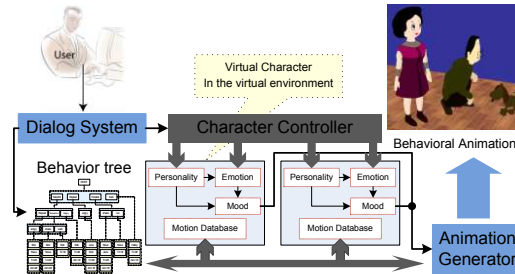 User
Virtual Character
In the virtual environment
Dialog System
Character Controller
Behavioral Animation
Behavior tree
Personality
Emotion
Mood
Motion Database
Personality
Emotion
Mood
Motion Database
Animation
Generator